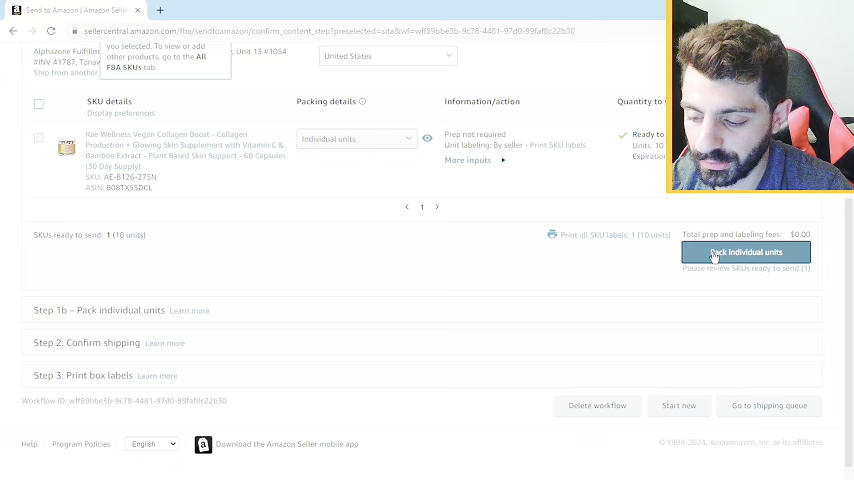 Send to Amazon | Amazon Seller
sellercentral.amazon.com/fba/sendtoamazon/confirm_content_step?preselected=sita&wf=wff89bbe3b-9c78-4481-97d0-999faf8c22b30
you selected. To view or add
other products, go to the All
FBA SKUs tab.
Alphazone Fulfillm
, Unit 13 #1054
#INV 41787, Tonaw
Ship from another
United States
SKU details
Display preferences
Packing details
Information/action
Quantity to s
Rae Wellness Vegan Collagen Boost - Collagen
Production + Glowing Skin Supplement with Vitamin C &
Bamboo Extract - Plant Based Skin Support - 60 Capsules
(30 Day Supply)
SKU: AE-B126-275N
ASIN: B08TX5SDCL
Individual units
Prep not required
Unit labeling: By seller - Print SKU labels
More inputs
Ready to
Units: 10
Expiration
1
SKUs ready to send: 1 (10 units)
Print all SKU labels: 1 (10 units)
Total prep and labeling fees: $0.00
Pack individual units
Please review SKUs ready to send (1)
Step 1b – Pack individual units Learn more
Step 2: Confirm shipping Learn more
Step 3: Print box labels Learn more
Workflow ID: wff89bbe3b-9c78-4481-97d0-999faf8c22b30
Delete workflow
Start new
Go to shipping queue
Help
Program Policies
English
Download the Amazon Seller mobile app
© 1999-2024, Amazon.com, Inc. or its affiliates